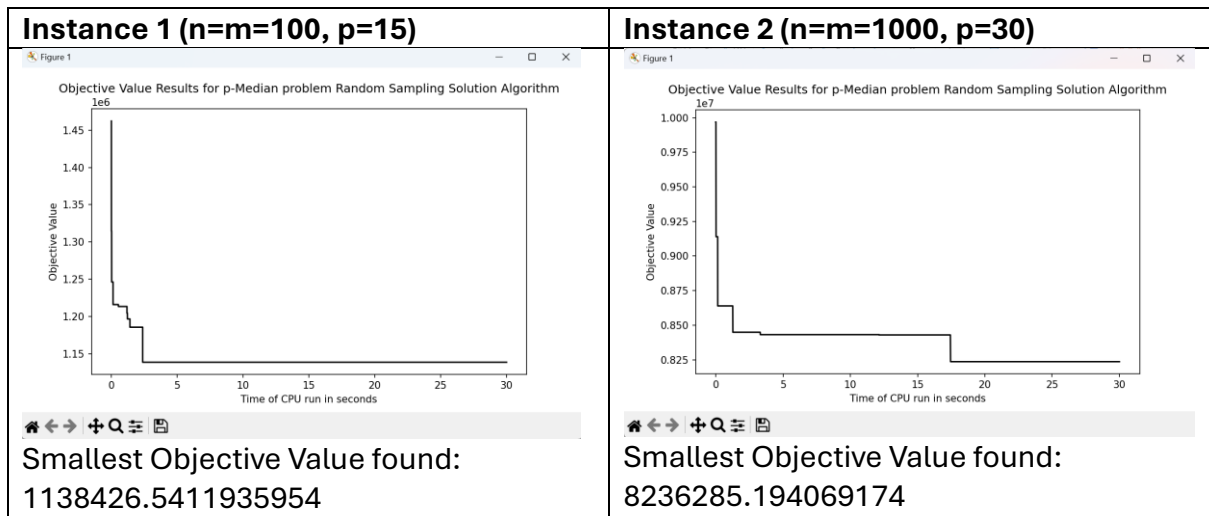 Instance 1 (n=m=100, p=15)
Figure 1
Objective Value Results for p-Median problem Random Sampling Solution Algorithm
1e6
1.45
1.40
1.35
1.30
1.25
1.20
1.15
Objective Value
0 5 10 15 20 25 30
Time of CPU run in seconds
Smallest Objective Value found:
1138426.5411935954
Instance 2 (n=m=1000, p=30)
Figure 1
Objective Value Results for p-Median problem Random Sampling Solution Algorithm
1e7
1.000
0.975
0.950
0.925
0.900
0.875
0.850
0.825
Objective Value
0 5 10 15 20 25 30
Time of CPU run in seconds
Smallest Objective Value found:
8236285.194069174